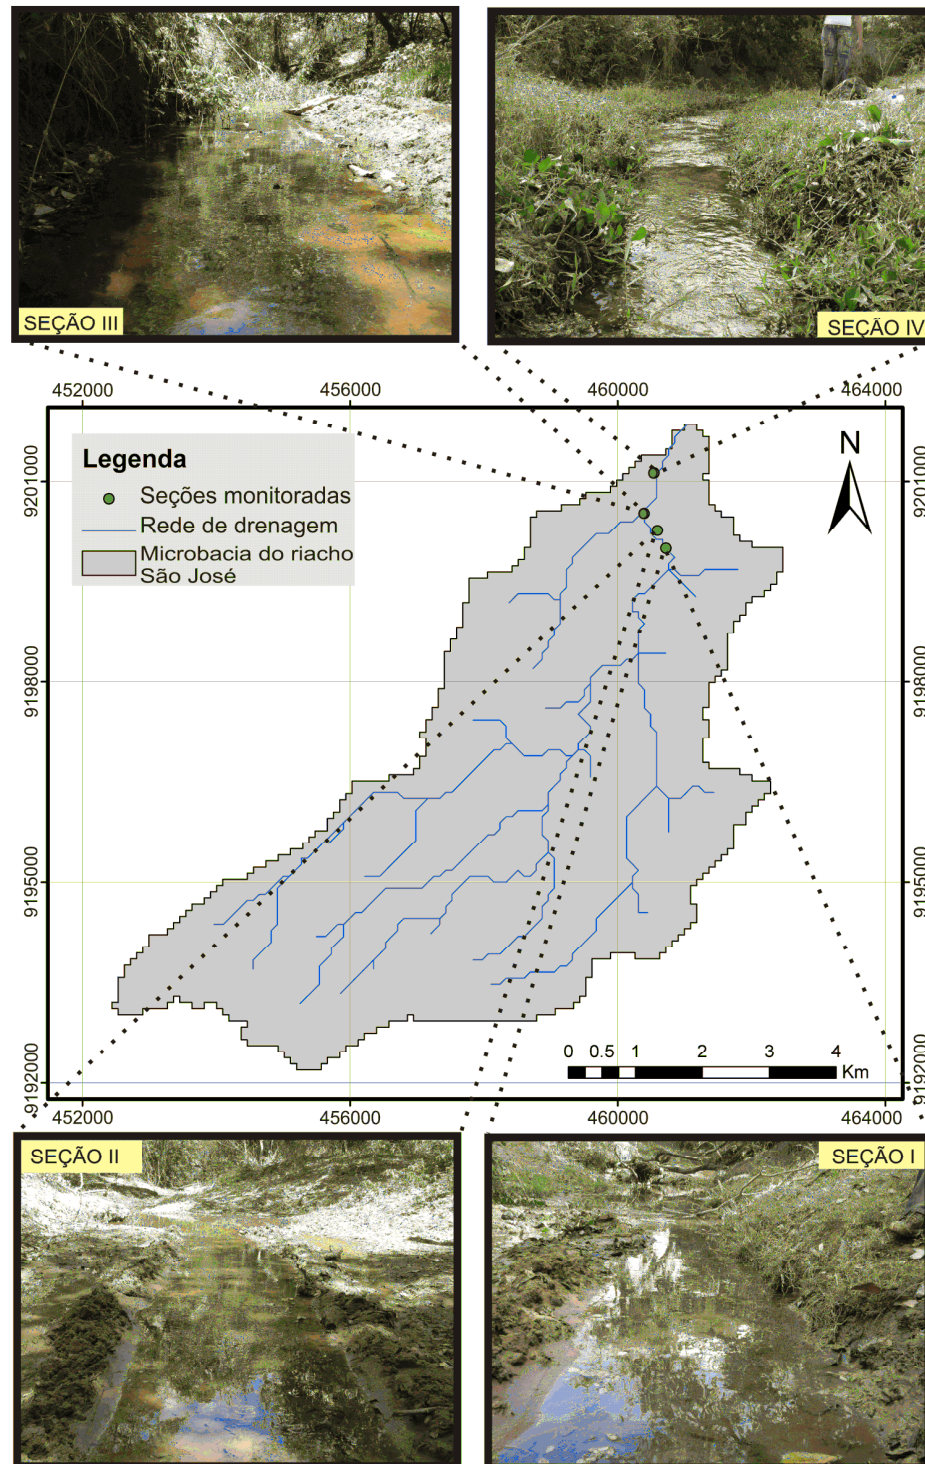 SEÇÃO III
SEÇÃO IV
452000
456000
460000
464000
N
Legenda
Seções monitoradas
Rede de drenagem
Microbacia do riacho
São José
9201000
9201000
9198000
9198000
9195000
9195000
9192000
9192000
0 0.5 1 2 3 4
Km
452000
456000
460000
464000
SEÇÃO II
SEÇÃO I